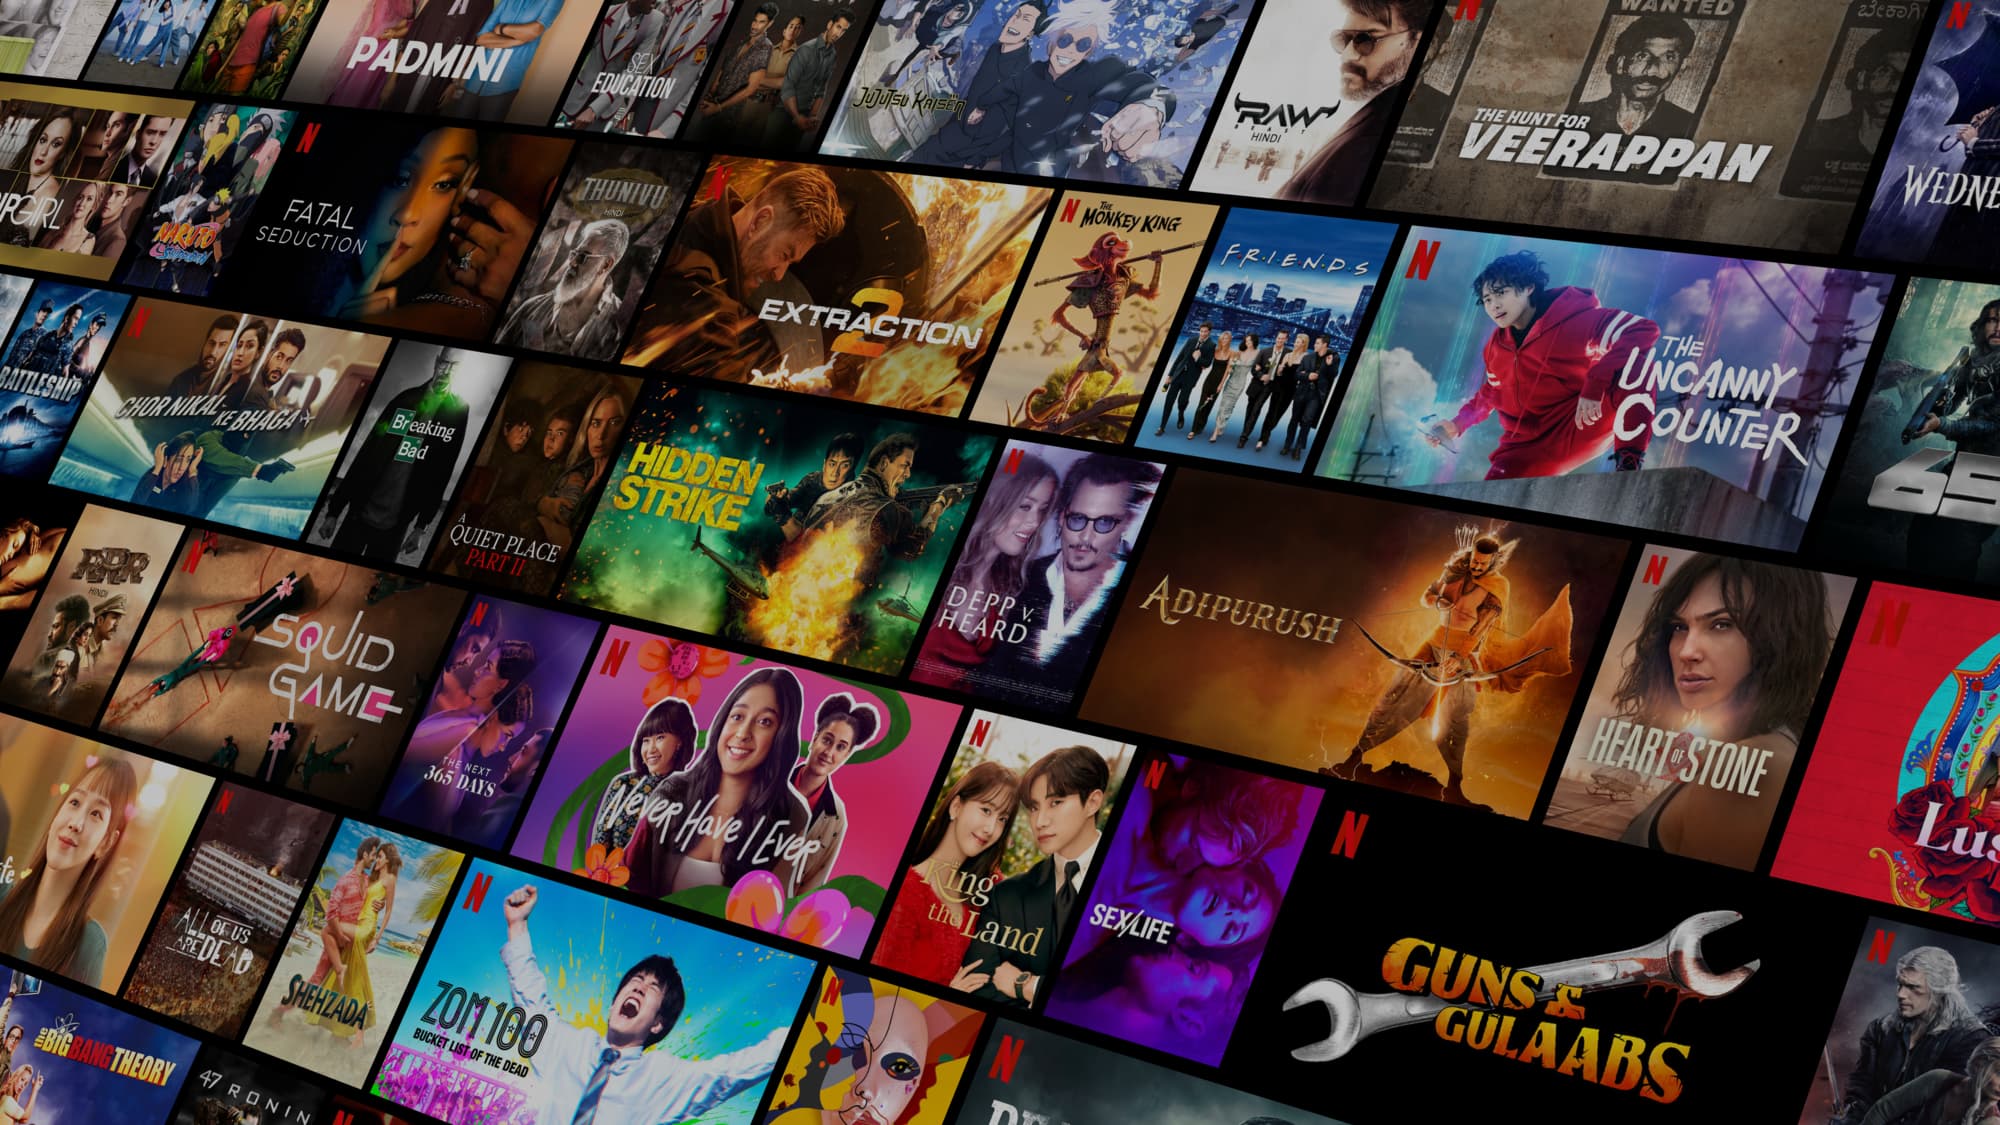 PADMINI
SEX
EDUCATION
JUJUTSU KAISEN
RAW
BEAST
HINDI
WANTED
THE HUNT FOR
VEERAPPAN
ಬೇಕಾಗಿ
WEDNE
IPGIRL
NARUTO
Shippuden
FATAL
SEDUCTION
THUNIVU
HINDI
EXTRACTION
2
THE
MONKEY KING
F·R·I·E·N·D·S
THE
UNCANNY
COUNTER
65
BATTLESHIP
CHOR NIKAL
KE BHAGA
Breaking
Bad
A
QUIET PLACE
PART II
HIDDEN
STRIKE
DEPP V.
HEARD
ADIPURUSH
HEART OF STONE
RRR
HINDI
SQUID
GAME
THE NEXT
365 DAYS
Never Have I Ever
King
the Land
SEX/LIFE
GUNS &
GULAABS
Lus
fe
ALL OF US
ARE DEAD
SHEHZADA
ZOM 100
BUCKET LIST OF THE DEAD
THE BIG BANG THEORY
47 RONIN